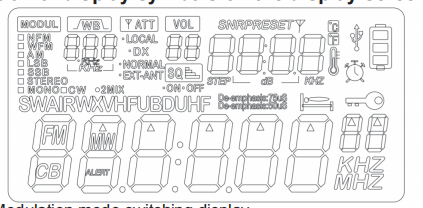 MODUL WB ATT VOL SNRPRESET °C
NFM LOCAL °F
WFM DX
AM
LSB KHz NORMAL
SSB EXT-ANT SQ STEP dB KHZ
STEREO
MONO CW 2MIX ON OFF
SWAIRWXVHFUBDUHF De-emphasis:75uS
De-emphasis:50uS
FM MW
CB ALERT KHZ
MHZ
Modulation mode switching display